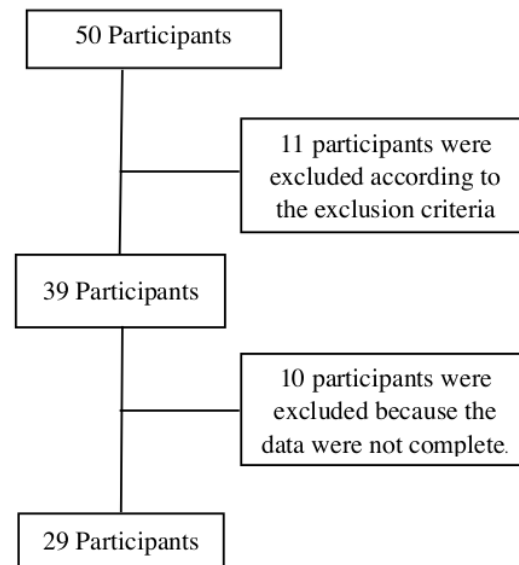 50 Participants
11 participants were
excluded according to
the exclusion criteria
39 Participants
10 participants were
excluded because the
data were not complete.
29 Participants